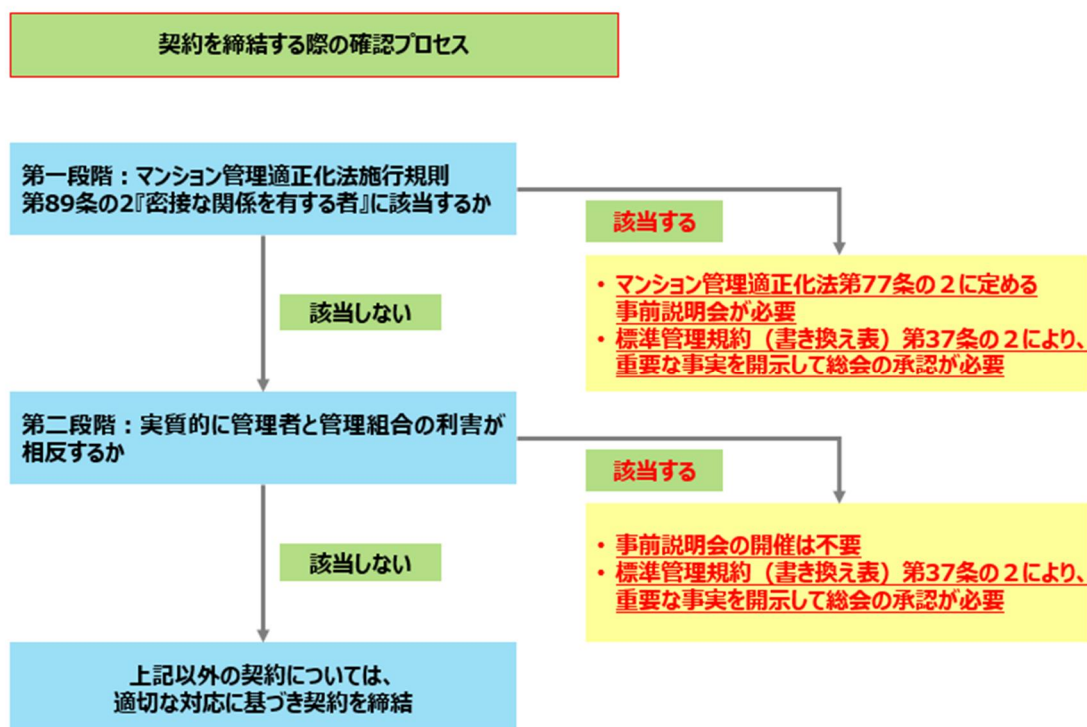 契約を締結する際の確認プロセス
第一段階：マンション管理適正化法施行規則
第89条の2『密接な関係を有する者』に該当するか
該当する
• マンション管理適正化法第77条の２に定める
事前説明会が必要
• 標準管理規約（書き換え表）第37条の２により、
重要な事実を開示して総会の承認が必要
該当しない
第二段階：実質的に管理者と管理組合の利害が
相反するか
該当する
• 事前説明会の開催は不要
• 標準管理規約（書き換え表）第37条の２により、
重要な事実を開示して総会の承認が必要
該当しない
上記以外の契約については、
適切な対応に基づき契約を締結